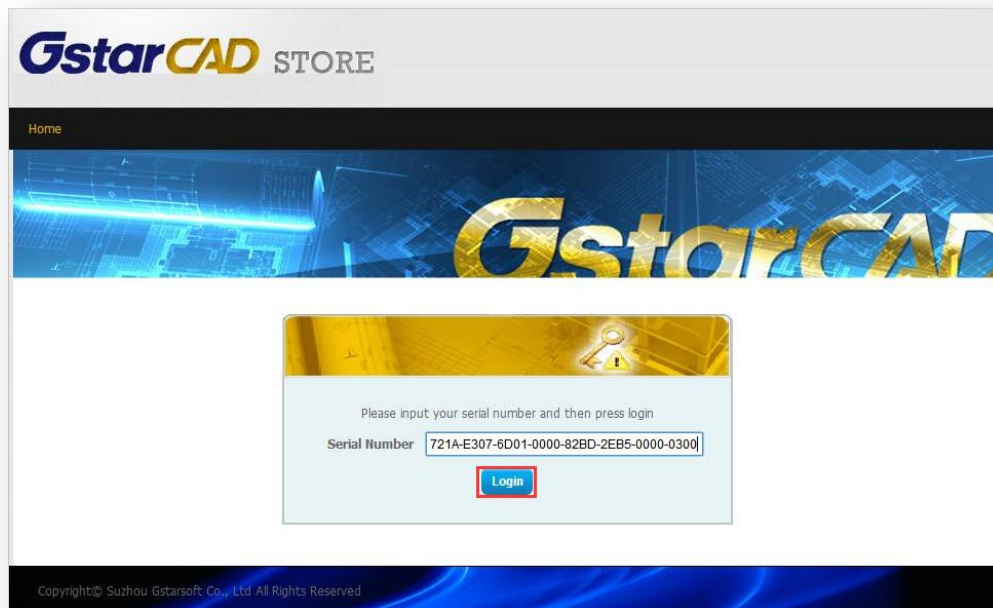 GstarCAD STORE
Home
GstarCAD
Please input your serial number and then press login
Serial Number 721A-E307-6D01-0000-82BD-2EB5-0000-0300
Login
Copyright© Suzhou Gstarsoft Co., Ltd All Rights Reserved